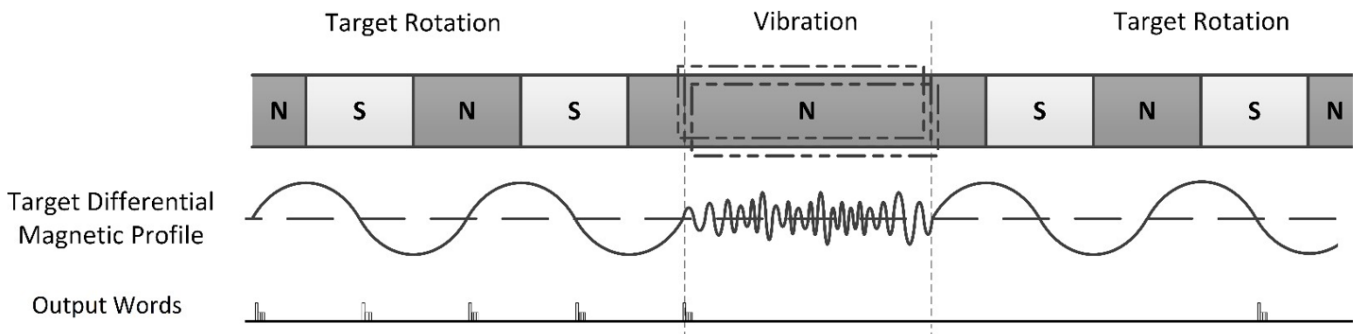 Target Rotation Vibration Target Rotation
N S N S N S N S N
Target Differential
Magnetic Profile
Output Words